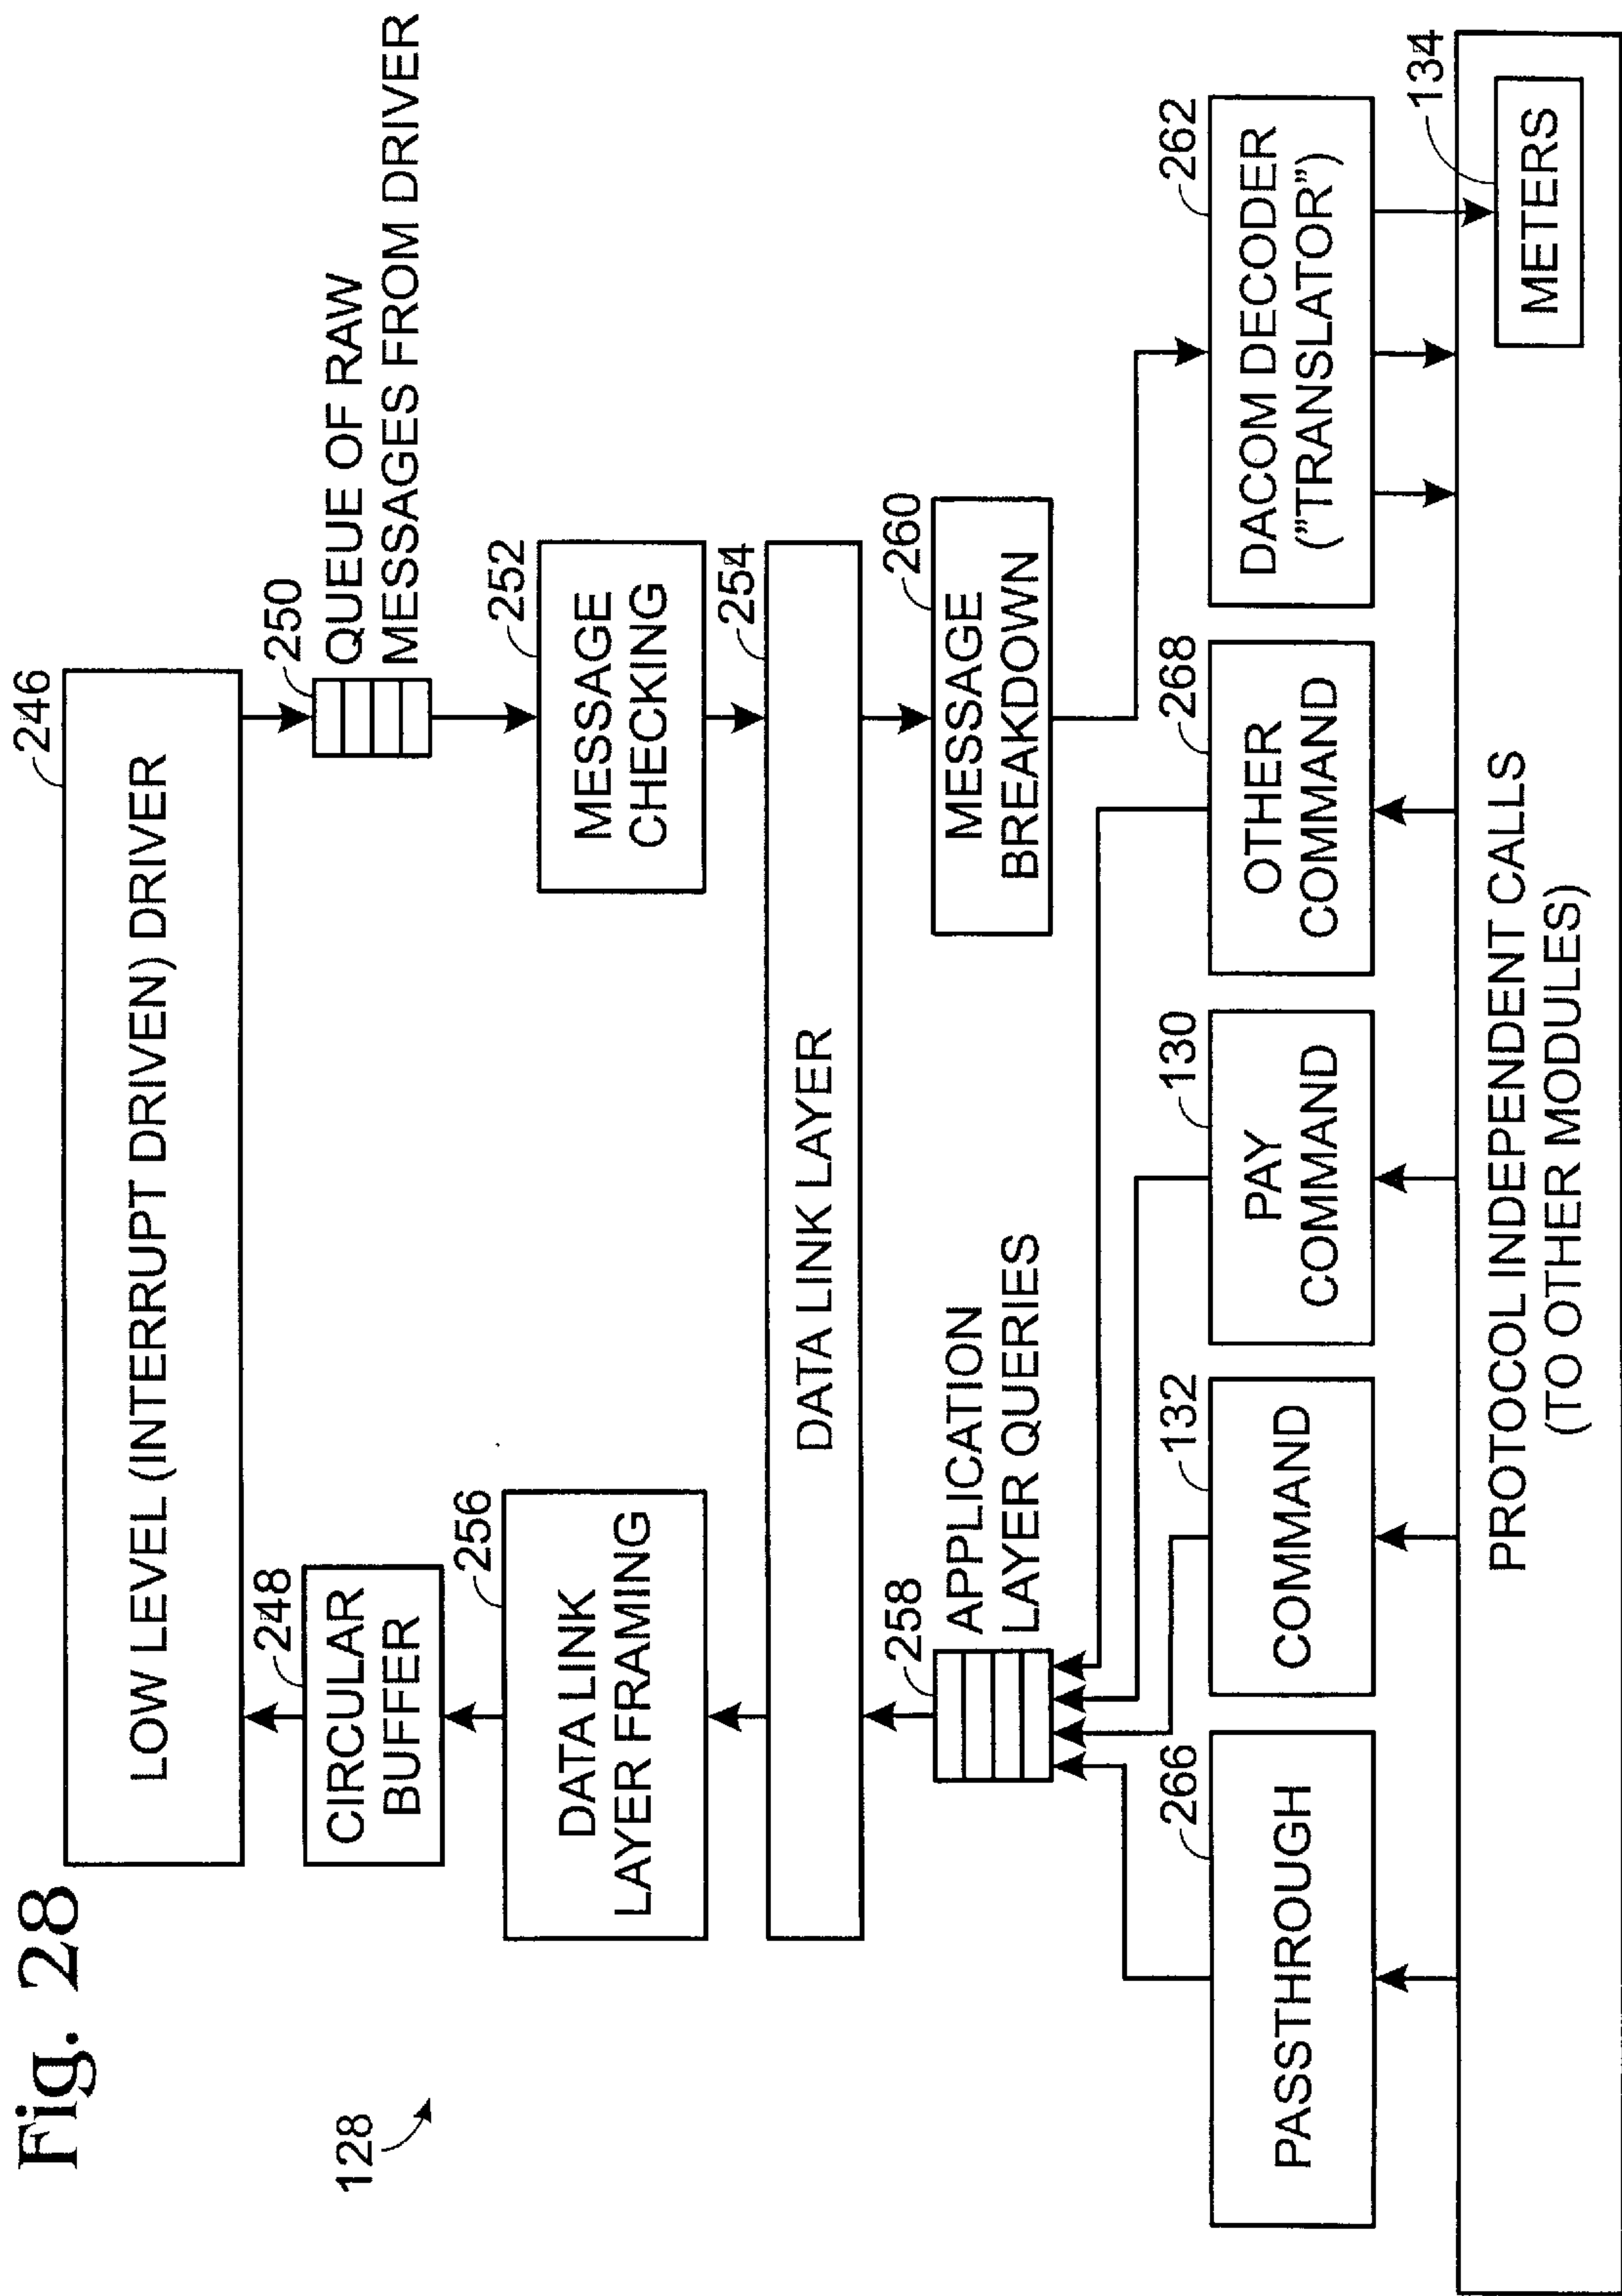 Fig. 28
128
246
LOW LEVEL (INTERRUPT DRIVEN) DRIVER
248
CIRCULAR
BUFFER
250
QUEUE OF RAW
MESSAGES FROM DRIVER
256
DATA LINK
LAYER FRAMING
252
MESSAGE
CHECKING
254
DATA LINK LAYER
258
APPLICATION
LAYER QUERIES
260
MESSAGE
BREAKDOWN
266
PASSTHROUGH
132
COMMAND
130
PAY
COMMAND
268
OTHER
COMMAND
262
DACOM DECODER
("TRANSLATOR")
134
METERS
PROTOCOL INDEPENDENT CALLS
(TO OTHER MODULES)